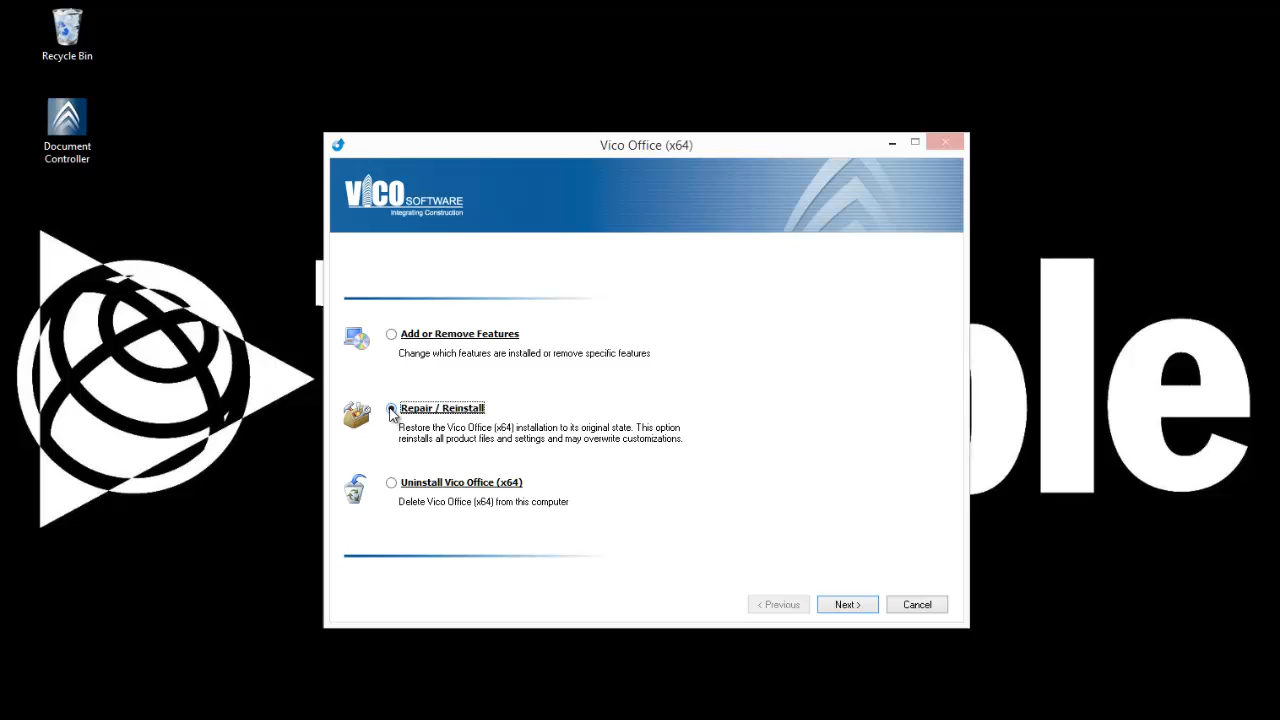 Recycle Bin
Document
Controller
Vico Office (x64)
VICO SOFTWARE
Integrating Construction
Add or Remove Features
Change which features are installed or remove specific features
Repair / Reinstall
Restore the Vico Office (x64) installation to its original state. This option
reinstalls all product files and settings and may overwrite customizations.
Uninstall Vico Office (x64)
Delete Vico Office (x64) from this computer
< Previous
Next >
Cancel
le